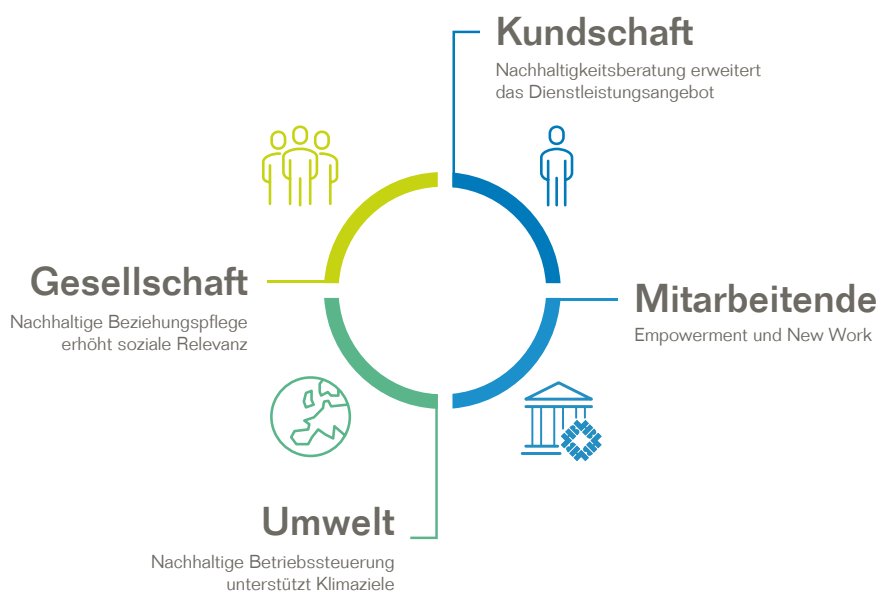 Kundschaft
Nachhaltigkeitsberatung erweitert
das Dienstleistungsangebot
Gesellschaft
Nachhaltige Beziehungspflege
erhöht soziale Relevanz
Mitarbeitende
Empowerment und New Work
Umwelt
Nachhaltige Betriebssteuerung
unterstützt Klimaziele